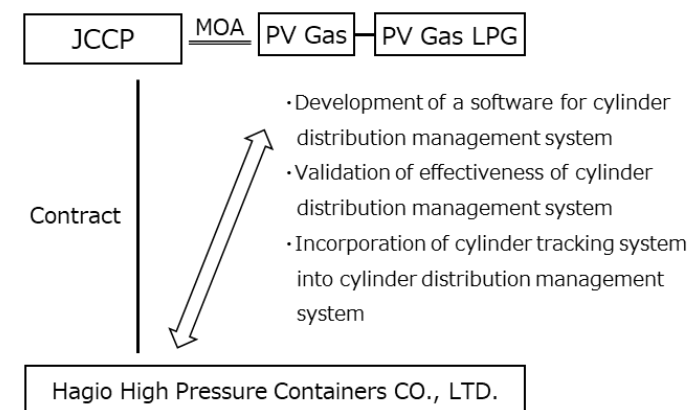 JCCP
MOA
PV Gas
PV Gas LPG
・Development of a software for cylinder
distribution management system
・Validation of effectiveness of cylinder
distribution management system
・Incorporation of cylinder tracking system
into cylinder distribution management
system
Contract
Hagio High Pressure Containers CO., LTD.